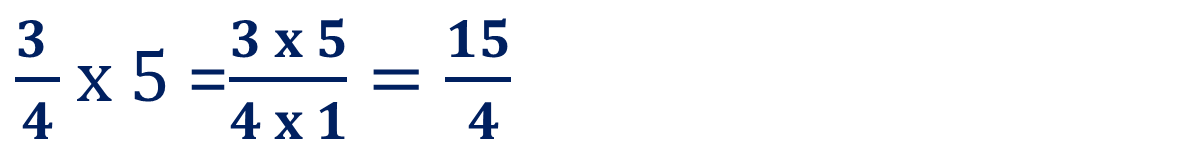 3/4 x 5 = 3 x 5/4 x 1 = 15/4